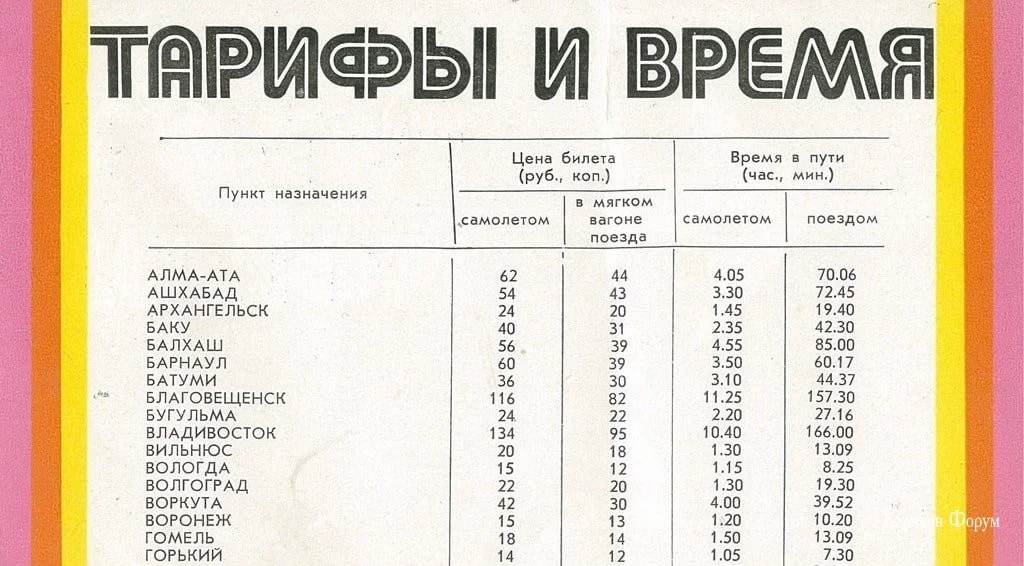 ТАРИФЫ И ВРЕМЯ
Пункт назначения
Цена билета
(руб., коп.)
Время в пути
(час., мин.)
самолетом
в мягком
вагоне
поезда
самолетом
поездом
АЛМА-АТА 62 44 4.05 70.06
АШХАБАД 54 43 3.30 72.45
АРХАНГЕЛЬСК 24 20 1.45 19.40
БАКУ 40 31 2.35 42.30
БАЛХАШ 56 39 4.55 85.00
БАРНАУЛ 60 39 3.50 60.17
БАТУМИ 36 30 3.10 44.37
БЛАГОВЕЩЕНСК 116 82 11.25 157.30
БУГУЛЬМА 24 22 2.20 27.16
ВЛАДИВОСТОК 134 95 10.40 166.00
ВИЛЬНЮС 20 18 1.30 13.09
ВОЛОГДА 15 12 1.15 8.25
ВОЛГОГРАД 22 20 1.30 19.30
ВОРКУТА 42 30 4.00 39.52
ВОРОНЕЖ 15 13 1.20 10.20
ГОМЕЛЬ 18 14 1.50 13.09
ГОРЬКИЙ 14 12 1.05 7.30
Форум